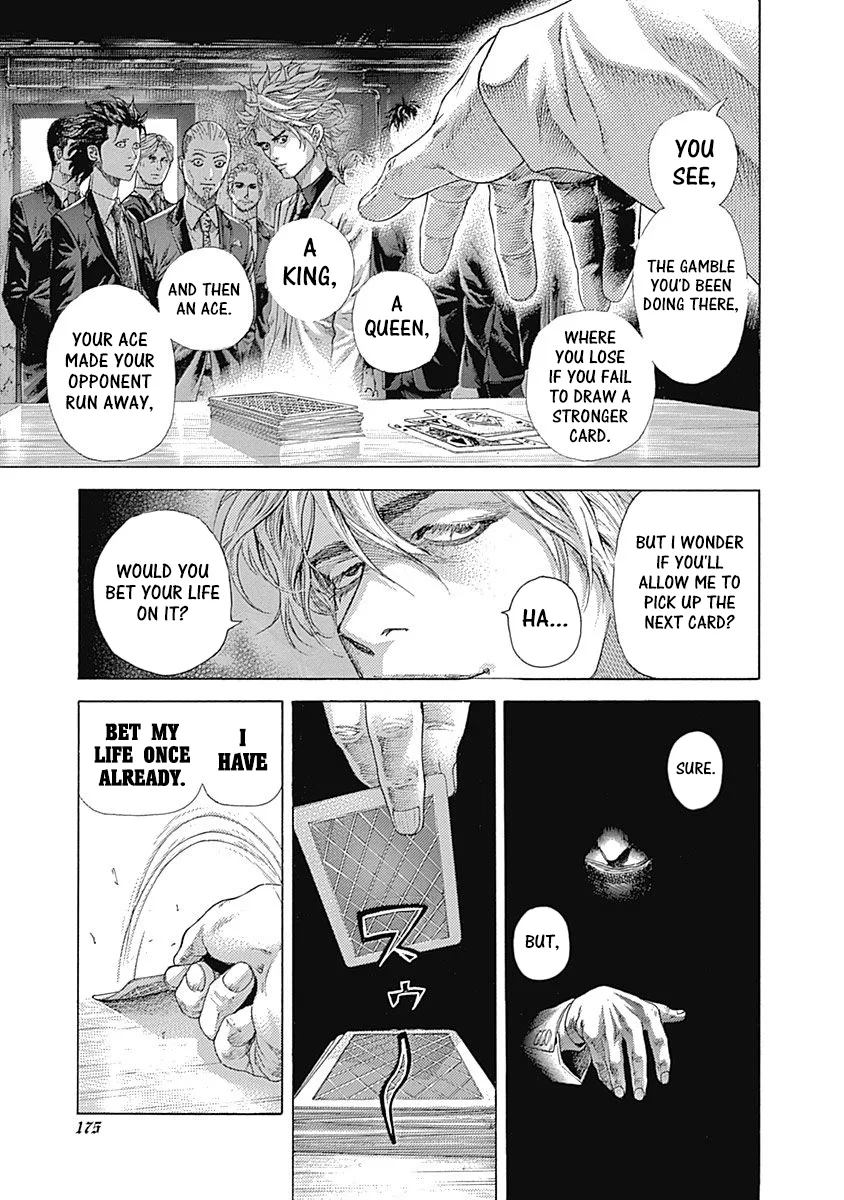 YOU
SEE,
THE GAMBLE
YOU'D BEEN
DOING THERE,
WHERE
YOU LOSE
IF YOU FAIL
TO DRAW A
STRONGER
CARD.
A
QUEEN,
A
KING,
AND THEN
AN ACE.
YOUR ACE
MADE YOUR
OPPONENT
RUN AWAY,
BUT I WONDER
IF YOU'LL
ALLOW ME TO
PICK UP THE
NEXT CARD?
HA...
WOULD YOU
BET YOUR LIFE
ON IT?
SURE.
BUT,
スゥ
I
HAVE
BET MY
LIFE ONCE
ALREADY.
175